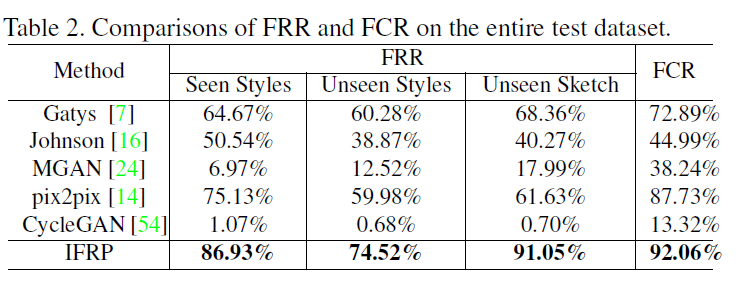 Table 2. Comparisons of FRR and FCR on the entire test dataset.
Method FRR FCR
Seen Styles Unseen Styles Unseen Sketch
Gatys [7] 64.67% 60.28% 68.36% 72.89%
Johnson [16] 50.54% 38.87% 40.27% 44.99%
MGAN [24] 6.97% 12.52% 17.99% 38.24%
pix2pix [14] 75.13% 59.98% 61.63% 87.73%
CycleGAN [54] 1.07% 0.68% 0.70% 13.32%
IFRP 86.93% 74.52% 91.05% 92.06%